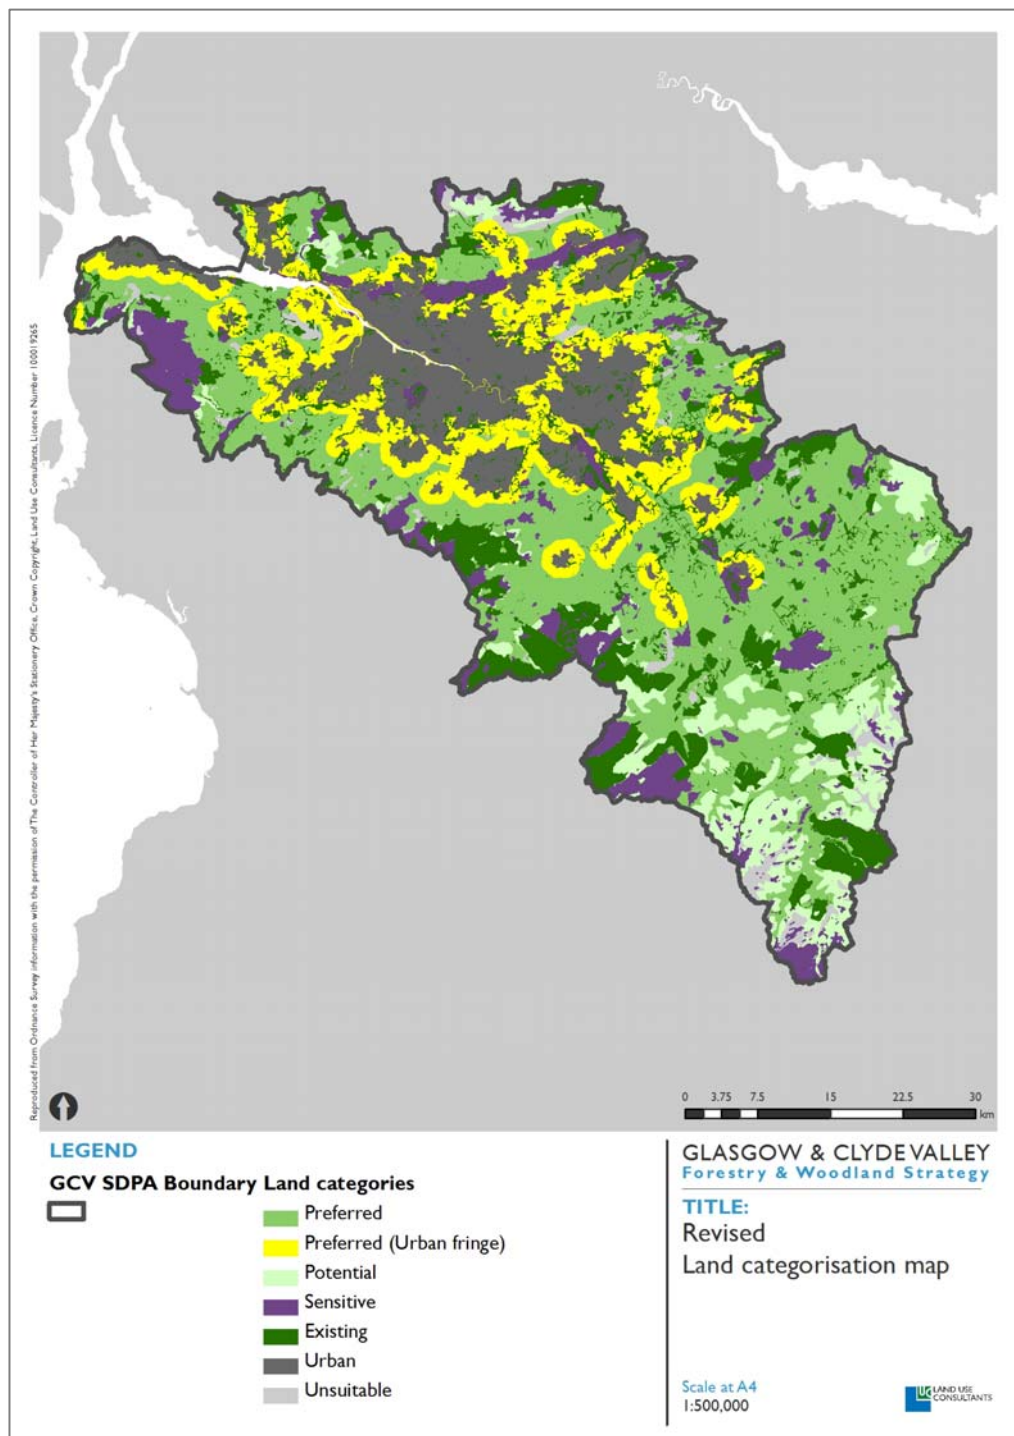 Reproduced from Ordnance Survey information with the permission of The Controller of Her Majesty's Stationery Office, Crown Copyright, Land Use Consultants, Licence Number 100019265
0 3.75 7.5 15 22.5 30
km
LEGEND
GCV SDPA Boundary Land categories
Preferred
Preferred (Urban fringe)
Potential
Sensitive
Existing
Urban
Unsuitable
GLASGOW & CLYDE VALLEY
Forestry & Woodland Strategy
TITLE:
Revised
Land categorisation map
Scale at A4
1:500,000
LUC
LAND USE
CONSULTANTS